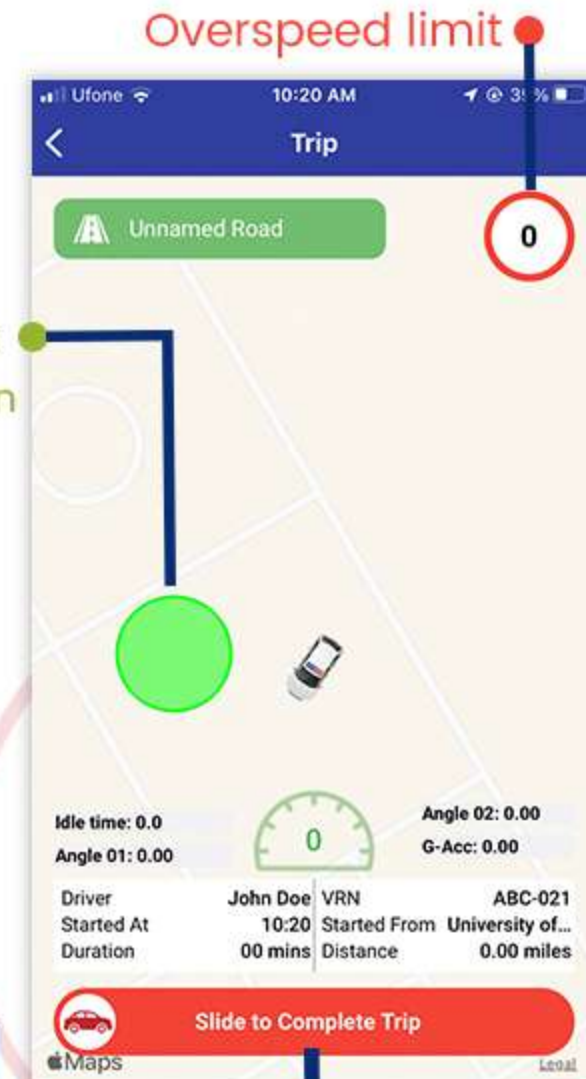 Overspeed limit
Ufone 10:20 AM
Trip
Unnamed Road
0
Idle time: 0.0
Angle 01: 0.00
0
Angle 02: 0.00
G-Acc: 0.00
Driver John Doe VRN ABC-021
Started At 10:20 Started From University of...
Duration 00 mins Distance 0.00 miles
Slide to Complete Trip
Maps Legal